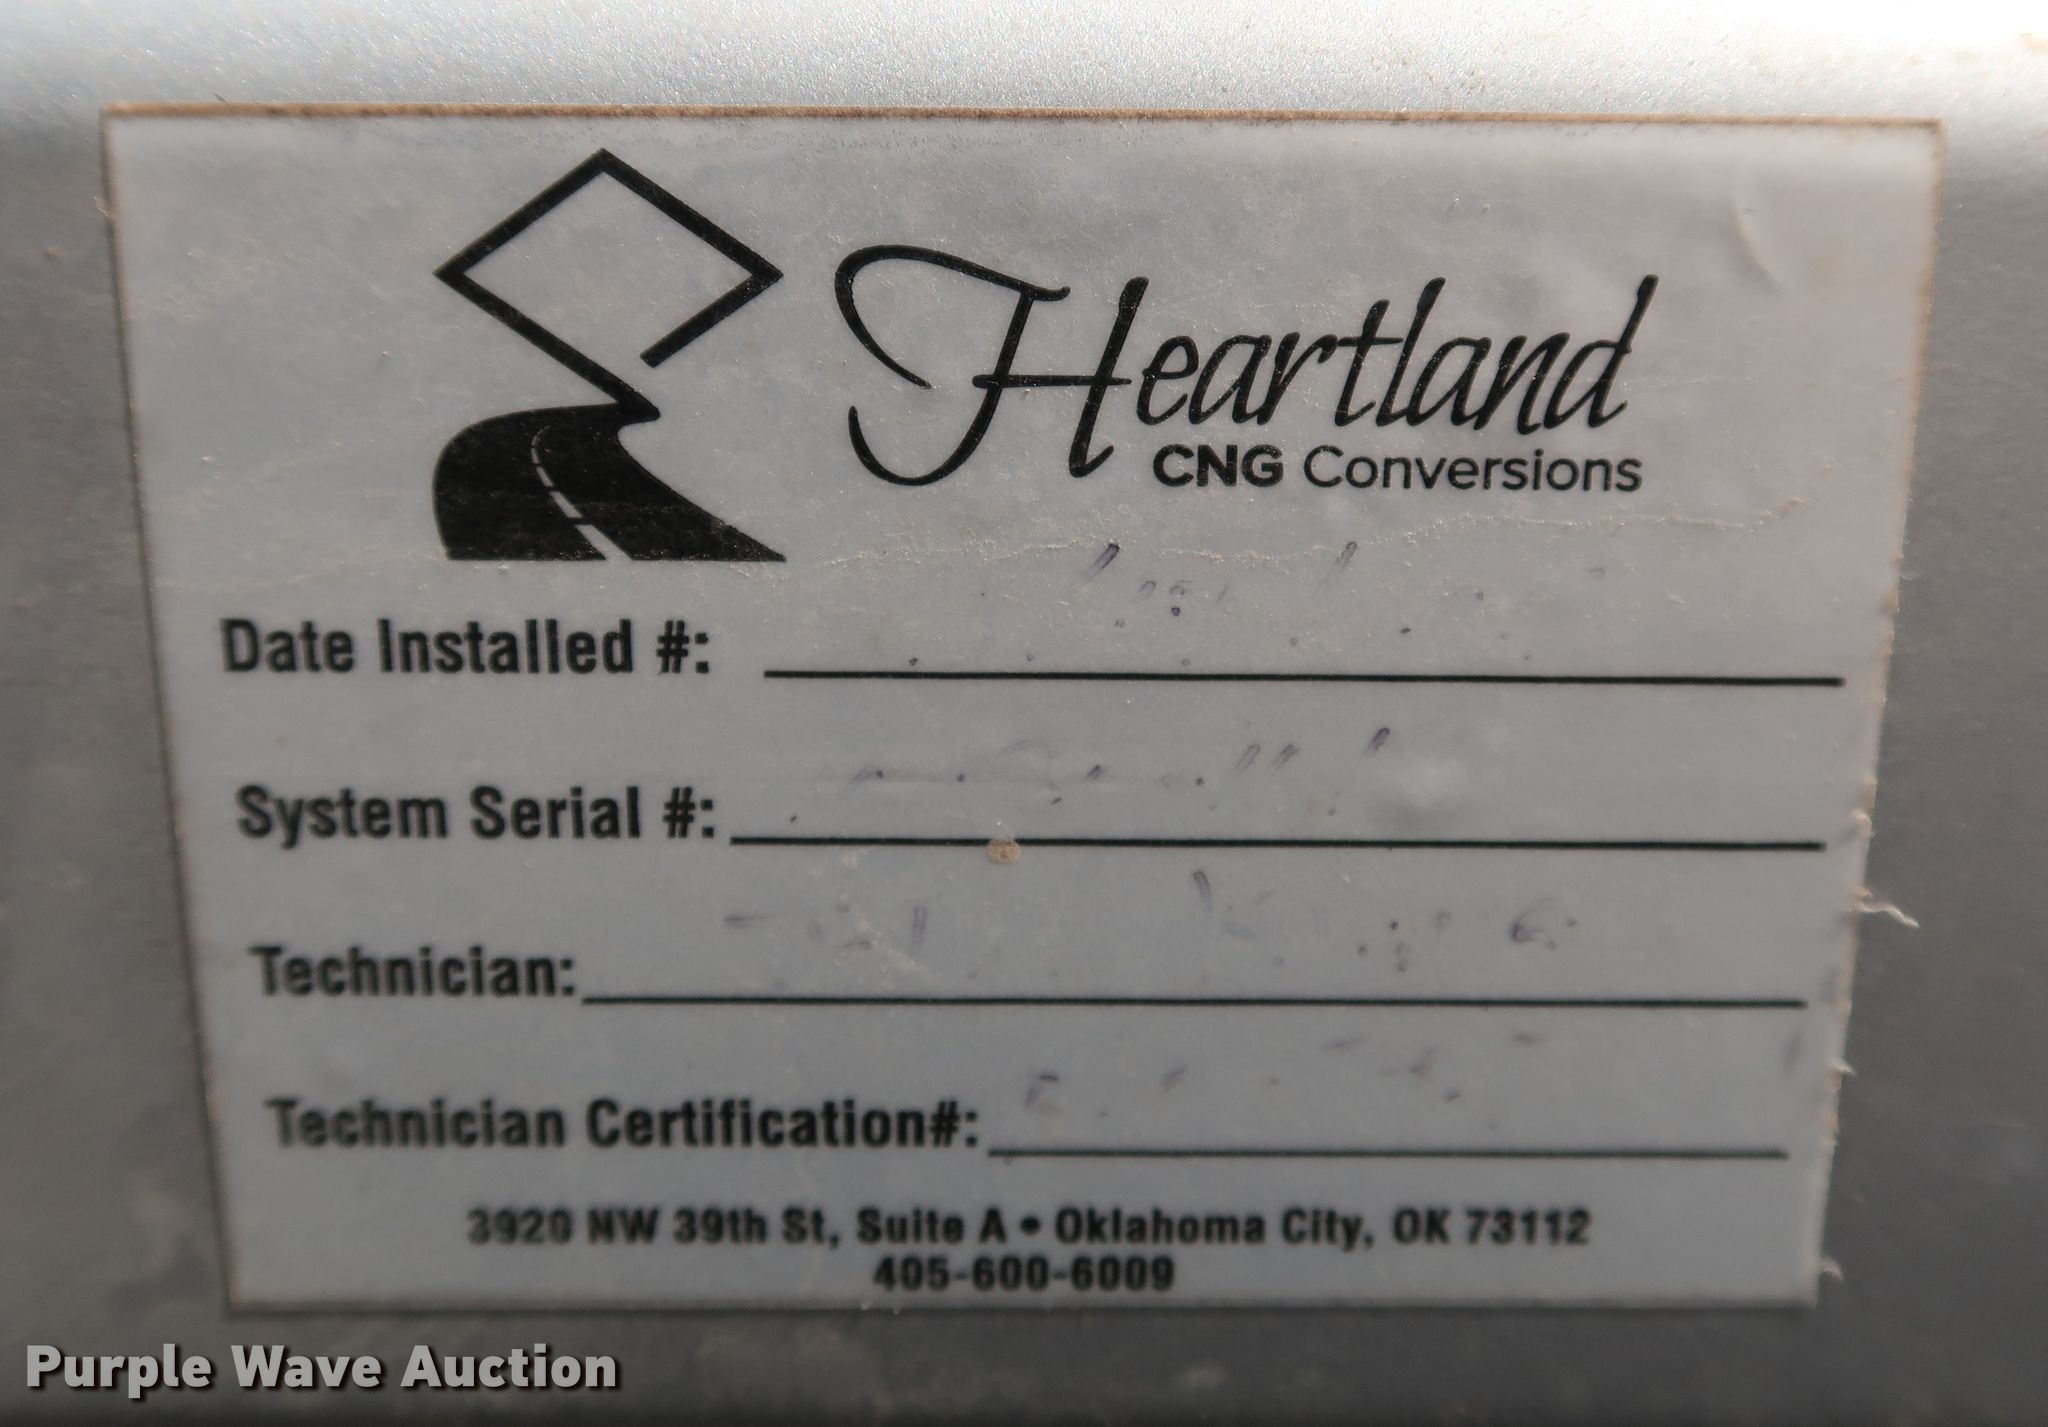 Heartland
CNG Conversions
Date Installed #:
System Serial #:
Technician:
Technician Certification#:
3920 NW 39th St, Suite A • Oklahoma City, OK 73112
405-600-6009
Purple Wave Auction